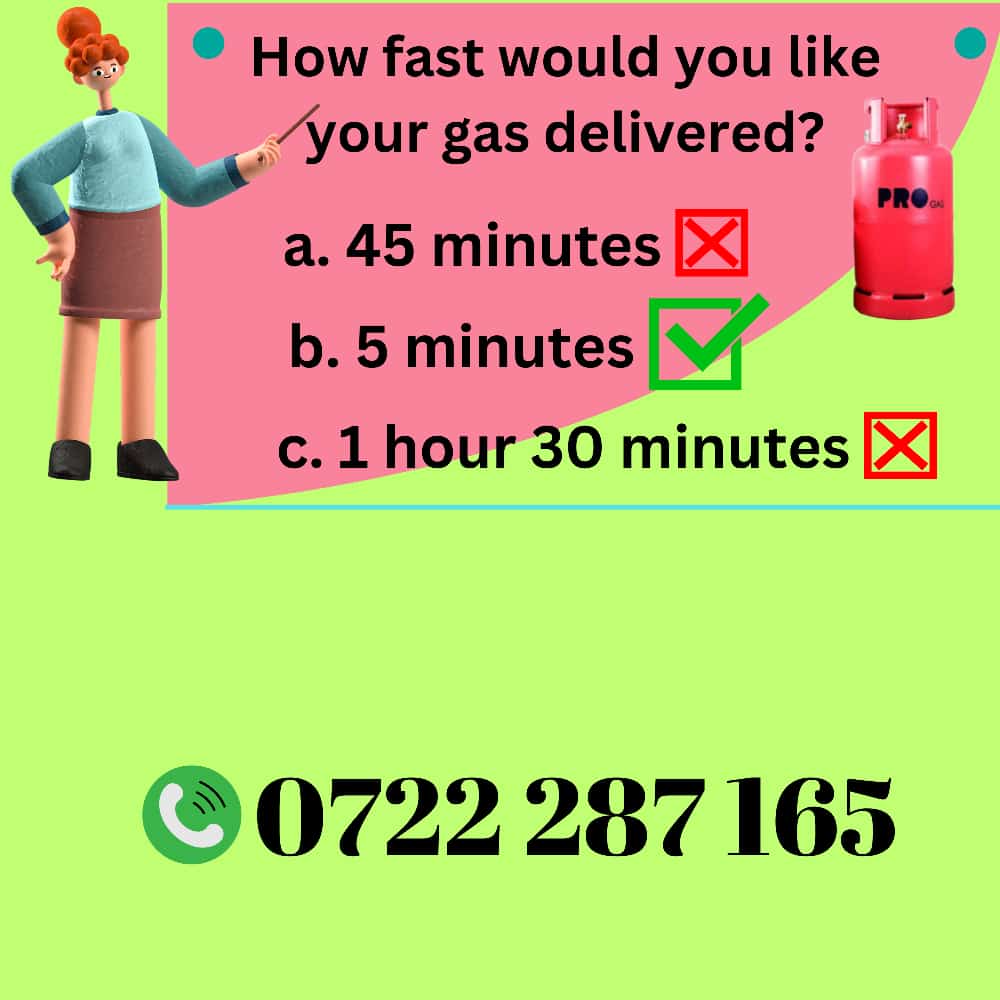 How fast would you like
your gas delivered?
PRO GAS
a. 45 minutes
b. 5 minutes
c. 1 hour 30 minutes
0722 287 165